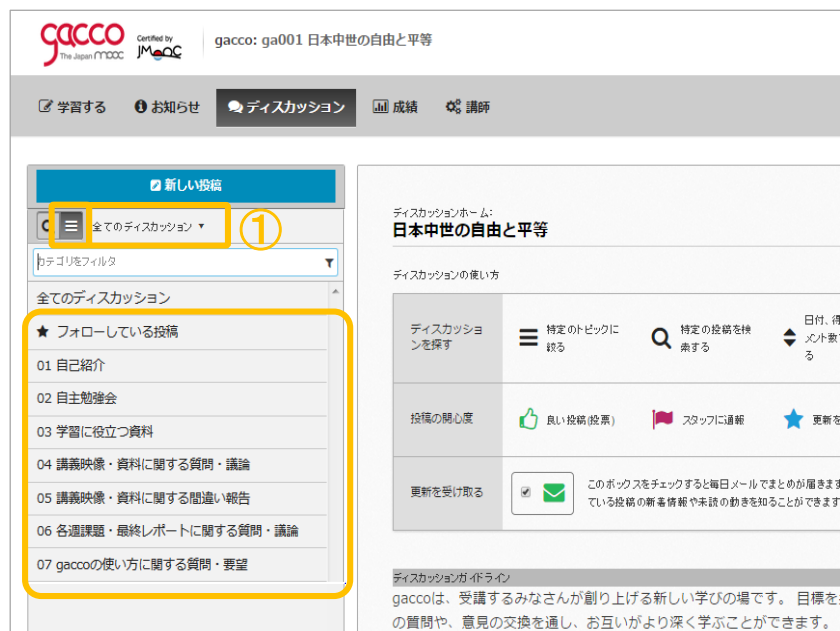 gacco
The Japan MOOC
Certified by
JMOOC
gacco: ga001 日本中世の自由と平等
学習する
お知らせ
ディスカッション
成績
講師
新しい投稿
全てのディスカッション ▼
①
カテゴリをフィルタ
全てのディスカッション
★ フォローしている投稿
01 自己紹介
02 自主勉強会
03 学習に役立つ資料
04 講義映像・資料に関する質問・議論
05 講義映像・資料に関する間違い報告
06 各週課題・最終レポートに関する質問・議論
07 gaccoの使い方に関する質問・要望
ディスカッションホーム:
日本中世の自由と平等
ディスカッションの使い方
ディスカッショ
ンを探す
特定のトピックに
絞る
特定の投稿を検
索する
日付、得
メント数
る
投稿の関心度
良い投稿(投票)
スタッフに通報
更新を
更新を受け取る
このボックスをチェックすると毎日メールでまとめが届きます
ている投稿の新着情報や未読の動きを知ることができます
ディスカッションガイドライン
gaccoは、受講するみなさんが創り上げる新しい学びの場です。 目標を
の質問や、意見の交換を通し、お互いがより深く学ぶことができます。